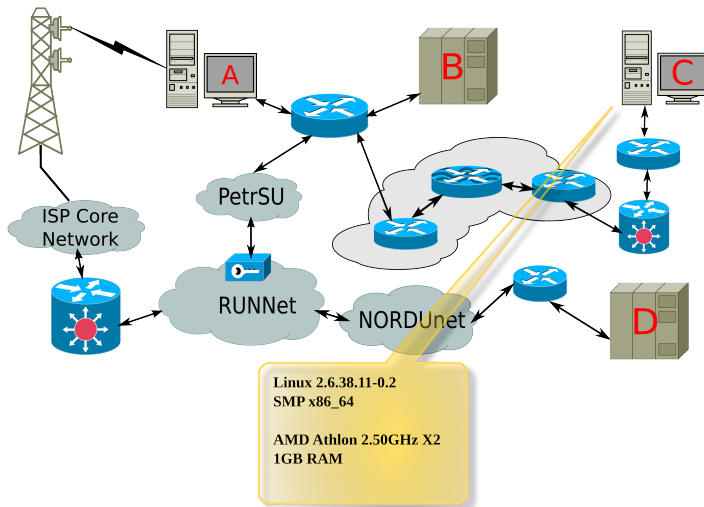 A
B
C
PetrSU
ISP Core
Network
RUNNet
NORDUnet
D
Linux 2.6.38.11-0.2
SMP x86_64
AMD Athlon 2.50GHz X2
1GB RAM